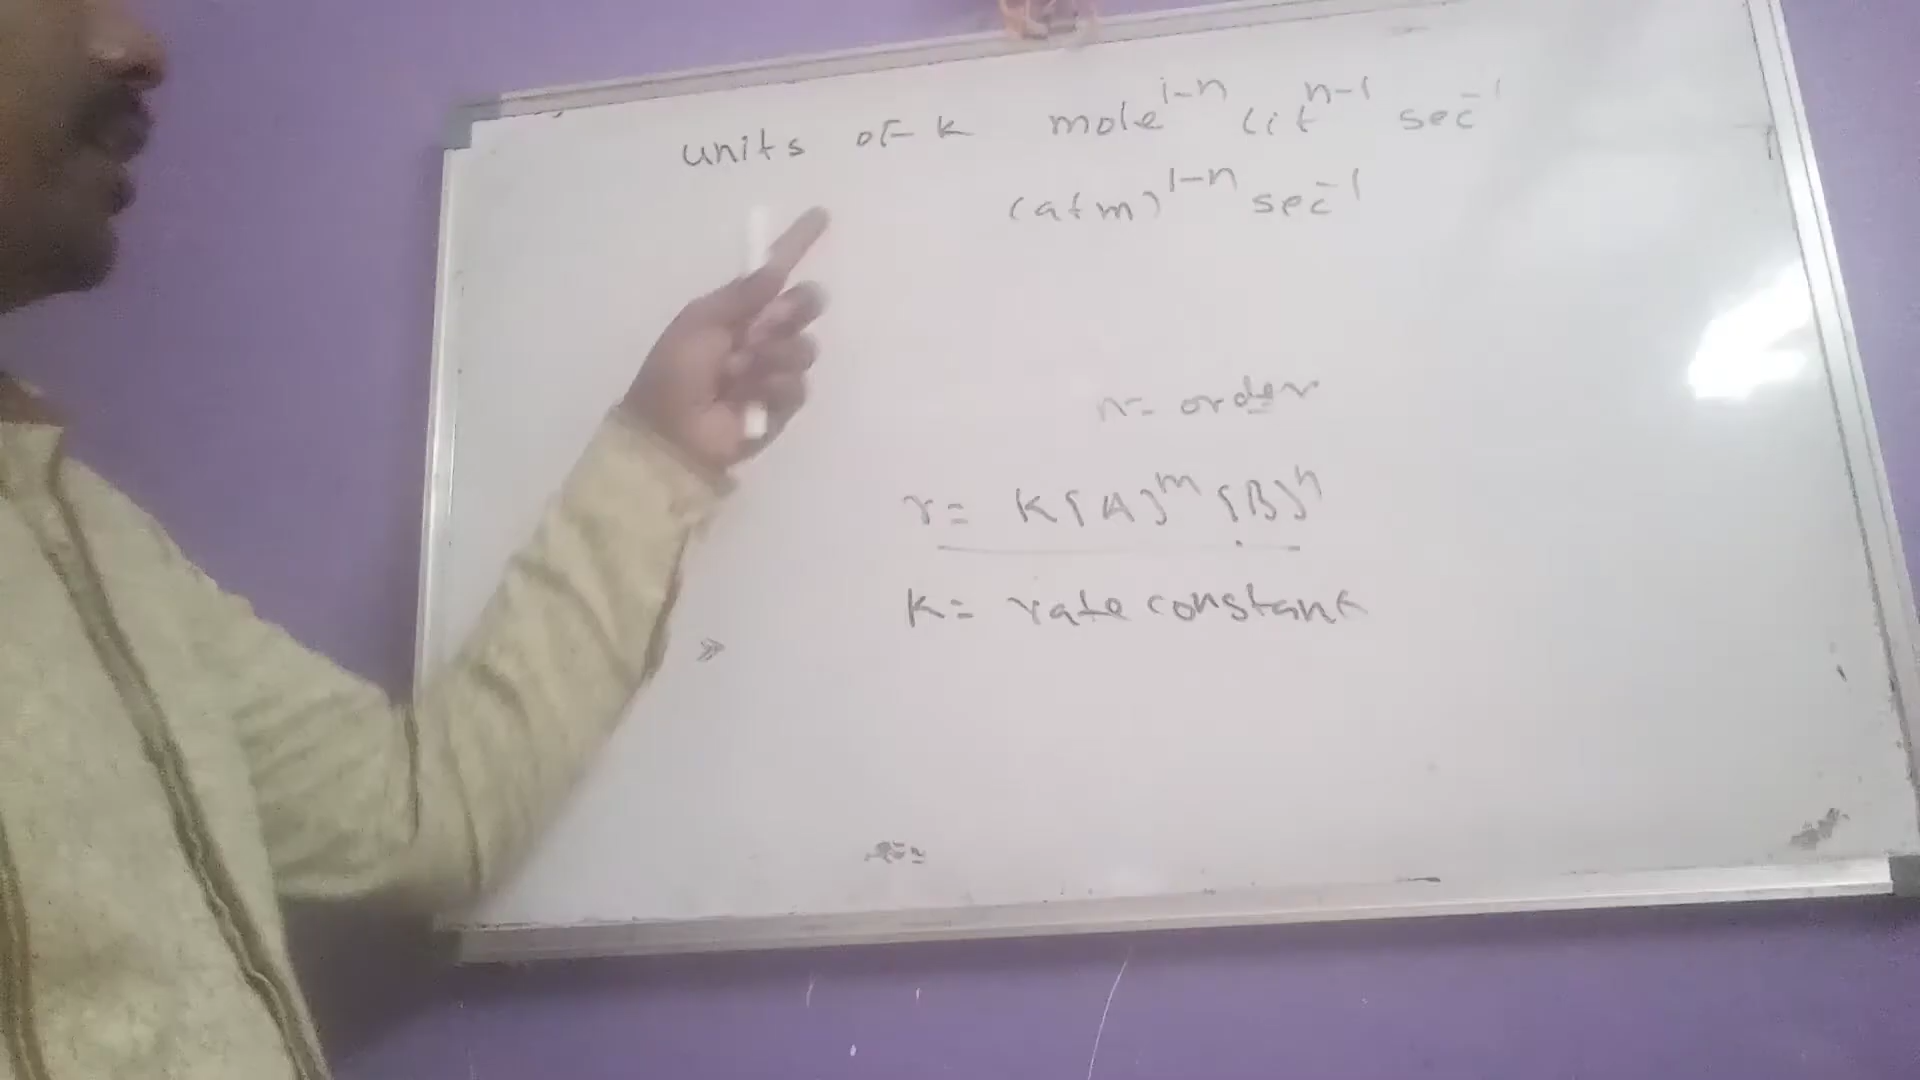 units of k mole^1-n lit^n-1 sec^-1
(atm)^1-n sec^-1
n= order
r= K[A]^m [B]^n
K= rate constant